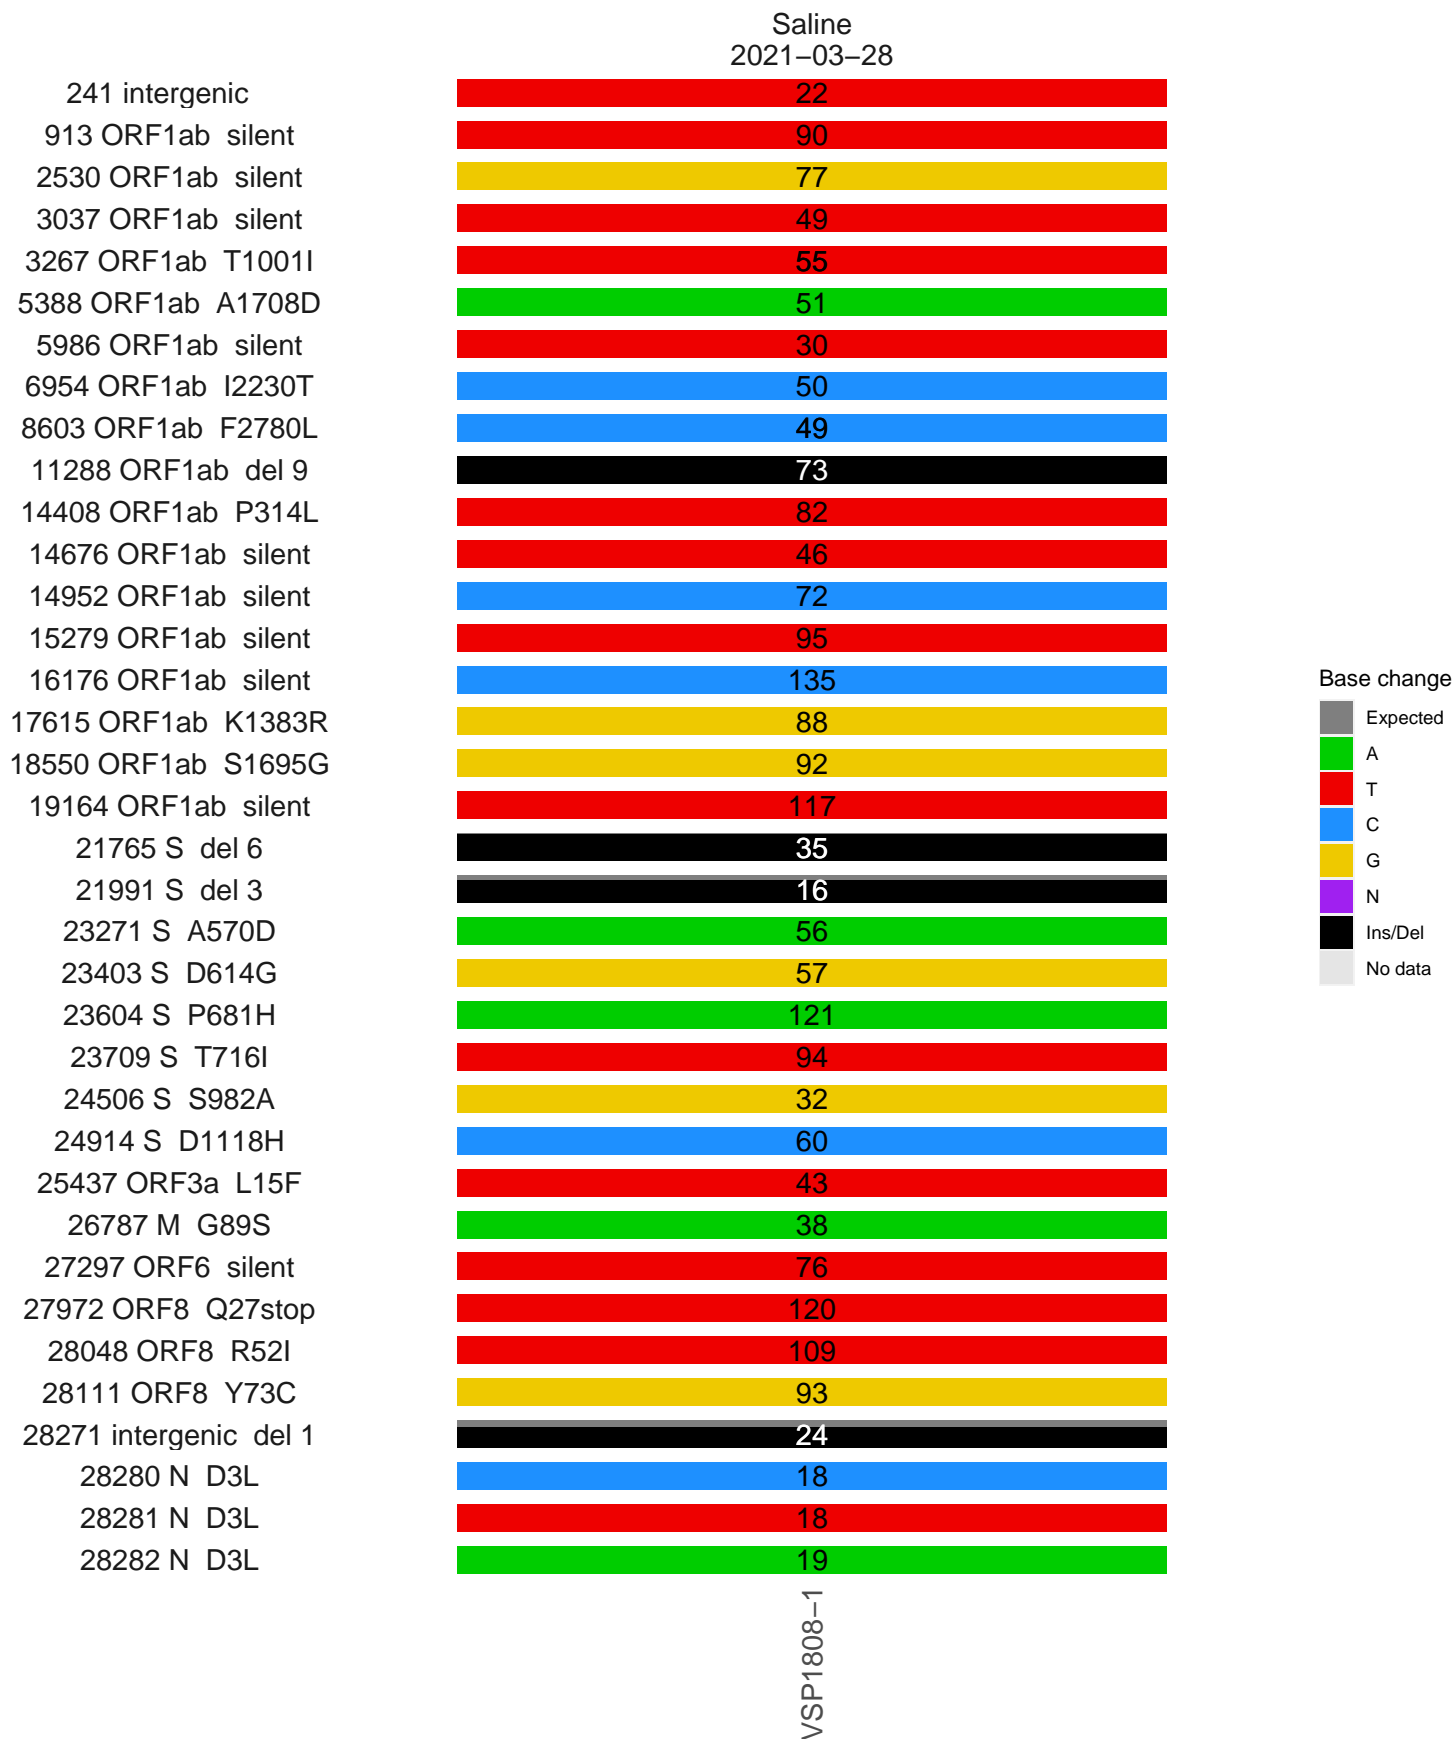 Saline
2021−03−28
241 intergenic 22
913 ORF1ab silent 90
2530 ORF1ab silent 77
3037 ORF1ab silent 49
3267 ORF1ab T1001I 55
5388 ORF1ab A1708D 51
5986 ORF1ab silent 30
6954 ORF1ab I2230T 50
8603 ORF1ab F2780L 49
11288 ORF1ab del 9 73
14408 ORF1ab P314L 82
14676 ORF1ab silent 46
14952 ORF1ab silent 72
15279 ORF1ab silent 95
16176 ORF1ab silent 135
17615 ORF1ab K1383R 88
18550 ORF1ab S1695G 92
19164 ORF1ab silent 117
21765 S del 6 35
21991 S del 3 16
23271 S A570D 56
23403 S D614G 57
23604 S P681H 121
23709 S T716I 94
24506 S S982A 32
24914 S D1118H 60
25437 ORF3a L15F 43
26787 M G89S 38
27297 ORF6 silent 76
27972 ORF8 Q27stop 120
28048 ORF8 R52I 109
28111 ORF8 Y73C 93
28271 intergenic del 1 24
28280 N D3L 18
28281 N D3L 18
28282 N D3L 19
VSP1808−1
Base change
Expected
A
T
C
G
N
Ins/Del
No data